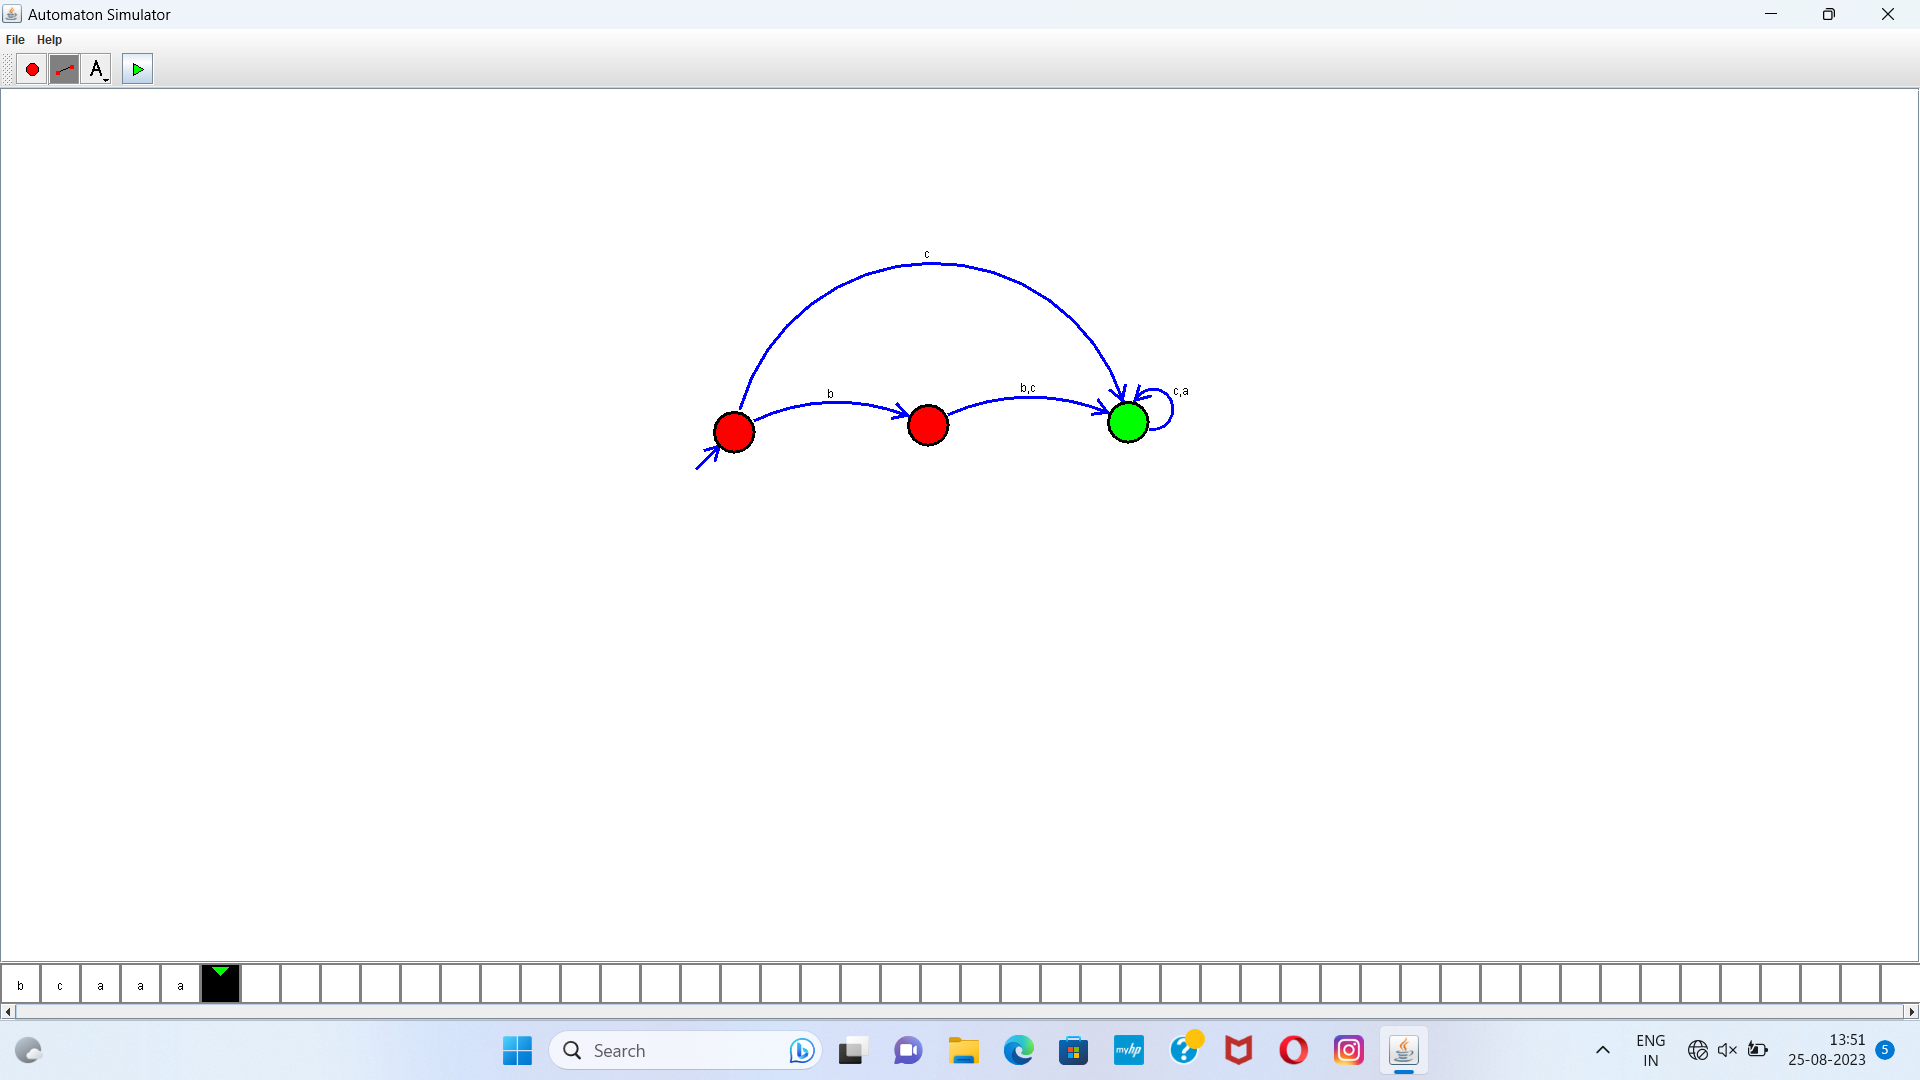 Automaton Simulator
File Help
A
c
b
b,c
c,a
b c a a a
Search
myhp
ENG
IN
13:51
25-08-2023
5